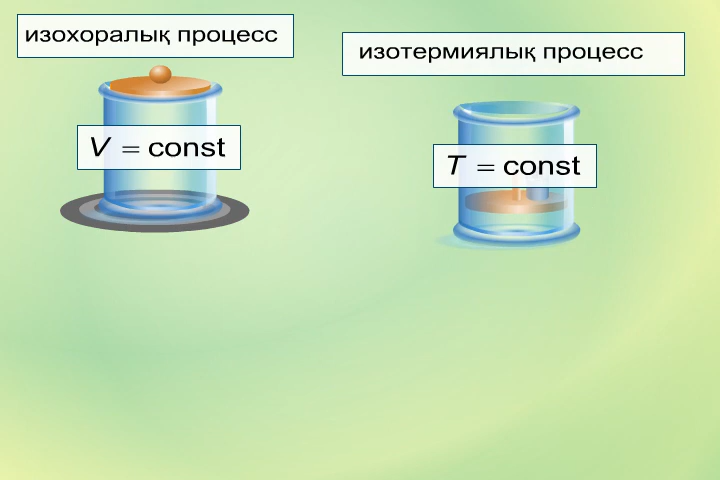 изохоралық процесс
изотермиялық процесс
V = const
T = const